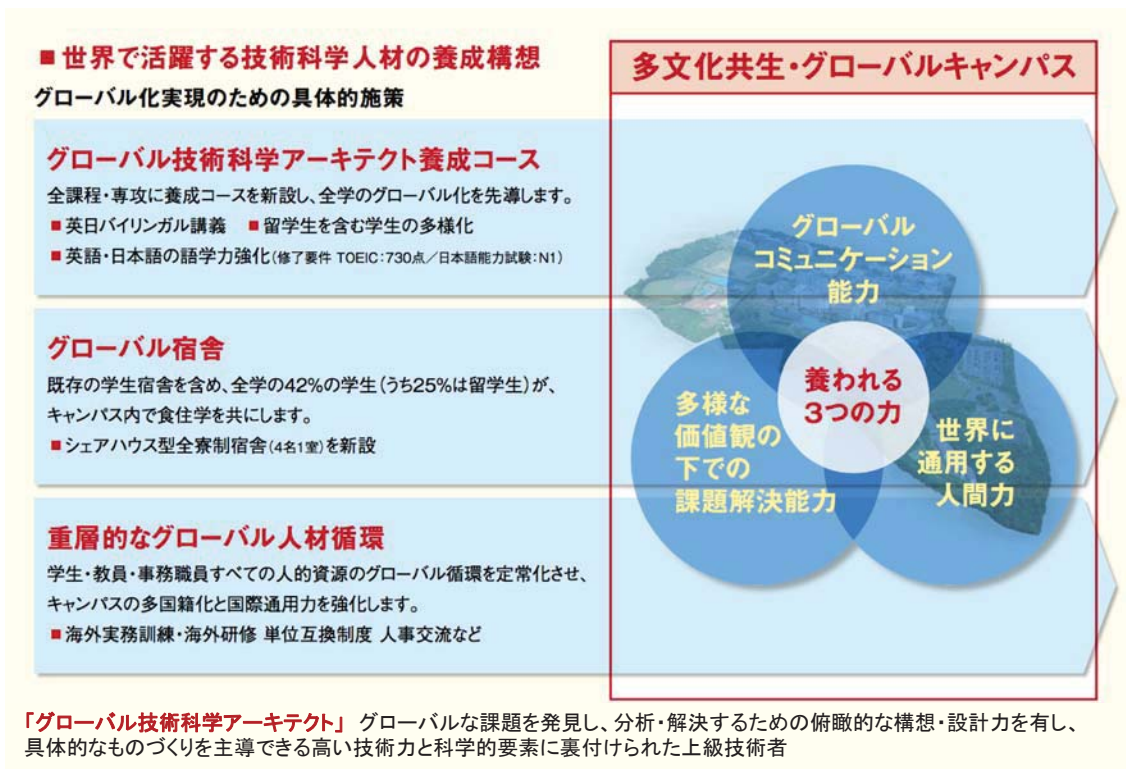 ■世界で活躍する技術科学人材の養成構想
グローバル化実現のための具体的施策
多文化共生・グローバルキャンパス
グローバル技術科学アーキテクト養成コース
全課程・専攻に養成コースを新設し、全学のグローバル化を先導します。
■英日バイリンガル講義 ■留学生を含む学生の多様化
■英語・日本語の語学力強化(修了要件 TOEIC:730点/日本語能力試験:N1)
グローバル宿舎
既存の学生宿舎を含め、全学の42%の学生(うち25%は留学生)が、
キャンパス内で食住学を共にします。
■シェアハウス型全寮制宿舎(4名1室)を新設
重層的なグローバル人材循環
学生・教員・事務職員すべての人的資源のグローバル循環を定常化させ、
キャンパスの多国籍化と国際通用力を強化します。
■海外実務訓練・海外研修 単位互換制度 人事交流など
グローバル
コミュニケーション
能力
養われる
3つの力
多様な
価値観の
下での
課題解決能力
世界に
通用する
人間力
「グローバル技術科学アーキテクト」 グローバルな課題を発見し、分析・解決するための俯瞰的な構想・設計力を有し、
具体的なものづくりを主導できる高い技術力と科学的要素に裏付けられた上級技術者